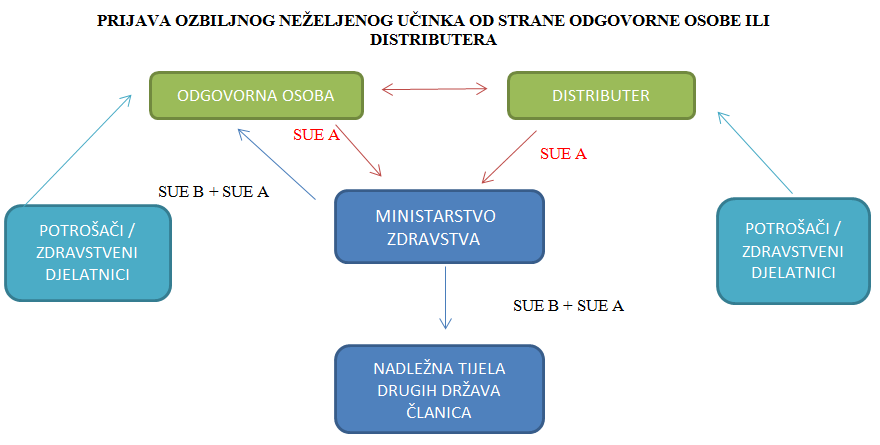 PRIJAVA OZBILJNOG NEŽELJENOG UČINKA OD STRANE ODGOVORNE OSOBE ILI
DISTRIBUTERA
ODGOVORNA OSOBA
DISTRIBUTER
SUE A
SUE A
SUE B + SUE A
MINISTARSTVO
ZDRAVSTVA
POTROŠAČI /
ZDRAVSTVENI
DJELATNICI
POTROŠAČI /
ZDRAVSTVENI
DJELATNICI
SUE B + SUE A
NADLEŽNA TIJELA
DRUGIH DRŽAVA
ČLANICA